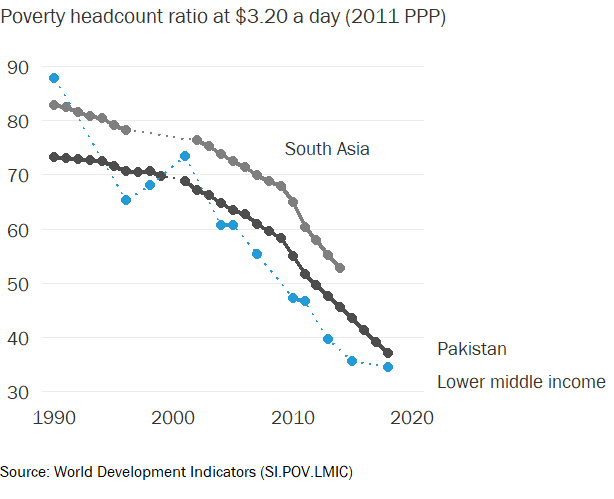 Poverty headcount ratio at $3.20 a day (2011 PPP)
90
80
70
60
50
40
30
South Asia
Pakistan
Lower middle income
1990 2000 2010 2020
Source: World Development Indicators (SI.POV.LMIC)